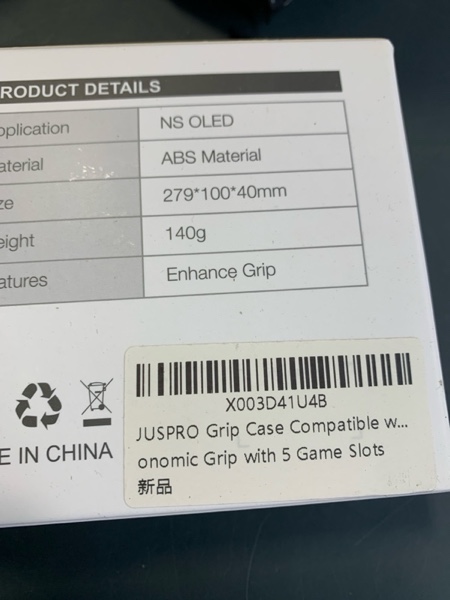 RODUCT DETAILS
pplication NS OLED
aterial ABS Material
ze 279*100*40mm
eight 140g
atures Enhance Grip
E IN CHINA
X003D41U4B
JUSPRO Grip Case Compatible w...
onomic Grip with 5 Game Slots
新品